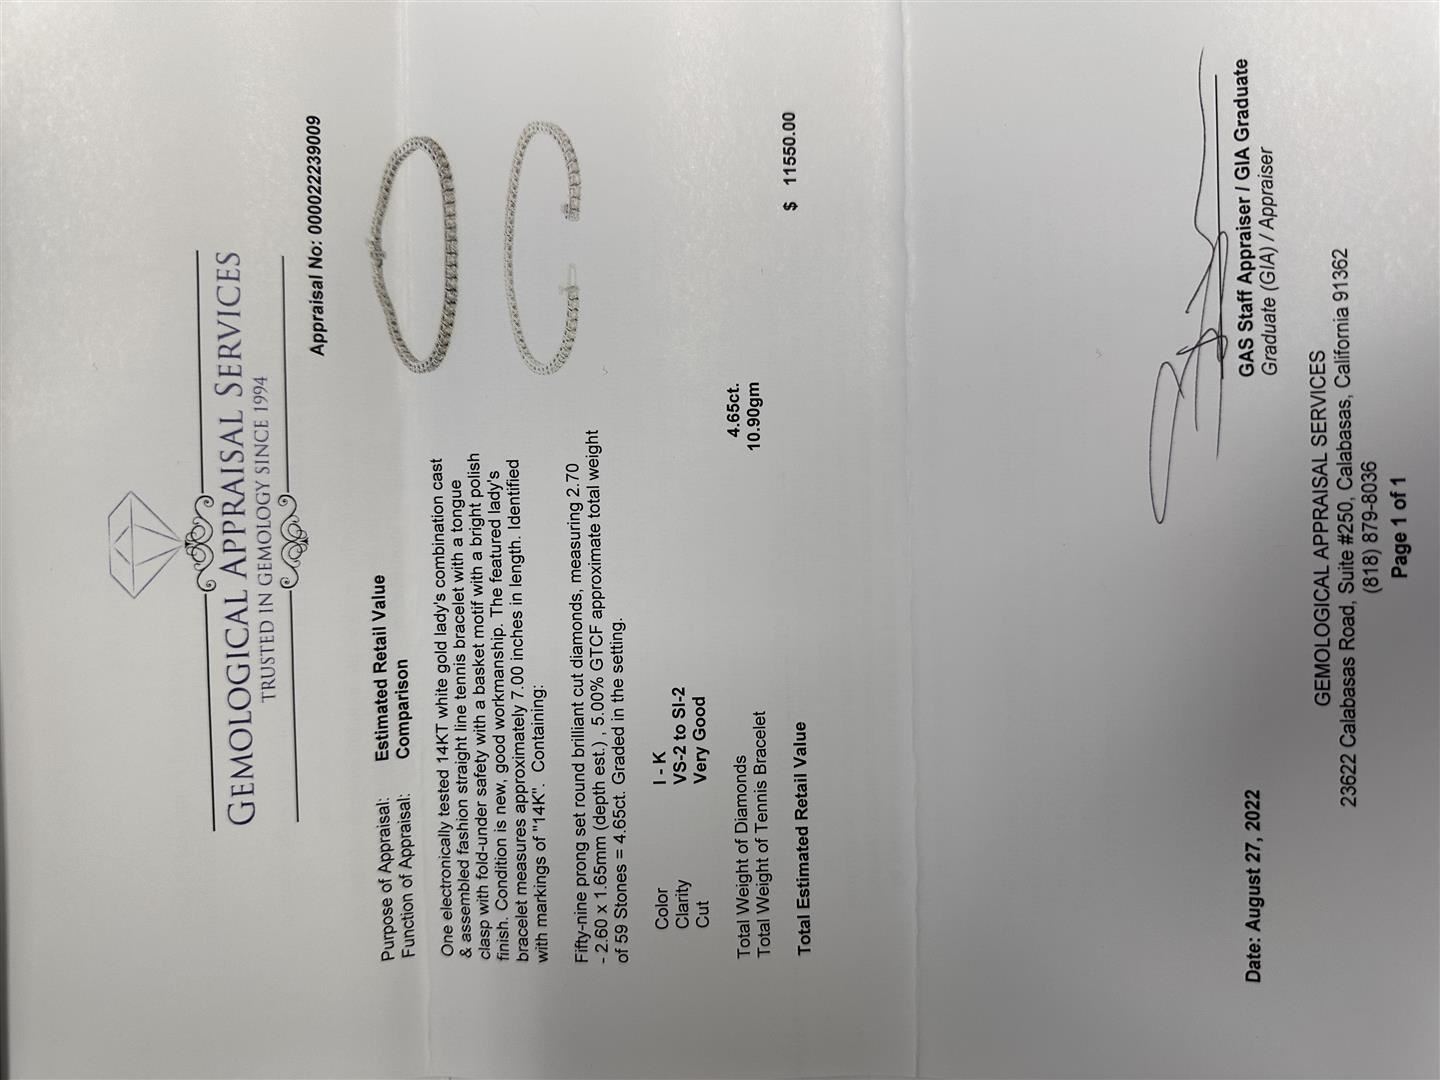 GEMOLOGICAL APPRAISAL SERVICES
TRUSTED IN GEMOLOGY SINCE 1994
Appraisal No: 000022239009
Purpose of Appraisal: Estimated Retail Value
Function of Appraisal: Comparison
One electronically tested 14KT white gold lady's combination cast
& assembled fashion straight line tennis bracelet with a tongue
clasp with fold-under safety with a basket motif with a bright polish
finish. Condition is new, good workmanship. The featured lady's
bracelet measures approximately 7.00 inches in length. Identified
with markings of "14K". Containing:
Fifty-nine prong set round brilliant cut diamonds, measuring 2.70
- 2.60 x 1.65mm (depth est.) , 5.00% GTCF approximate total weight
of 59 Stones = 4.65ct. Graded in the setting.
Color I - K
Clarity VS-2 to SI-2
Cut Very Good
Total Weight of Diamonds 4.65ct.
Total Weight of Tennis Bracelet 10.90gm
Total Estimated Retail Value $ 11550.00
Date: August 27, 2022
GAS Staff Appraiser / GIA Graduate
Graduate (GIA) / Appraiser
GEMOLOGICAL APPRAISAL SERVICES
23622 Calabasas Road, Suite #250, Calabasas, California 91362
(818) 879-8036
Page 1 of 1